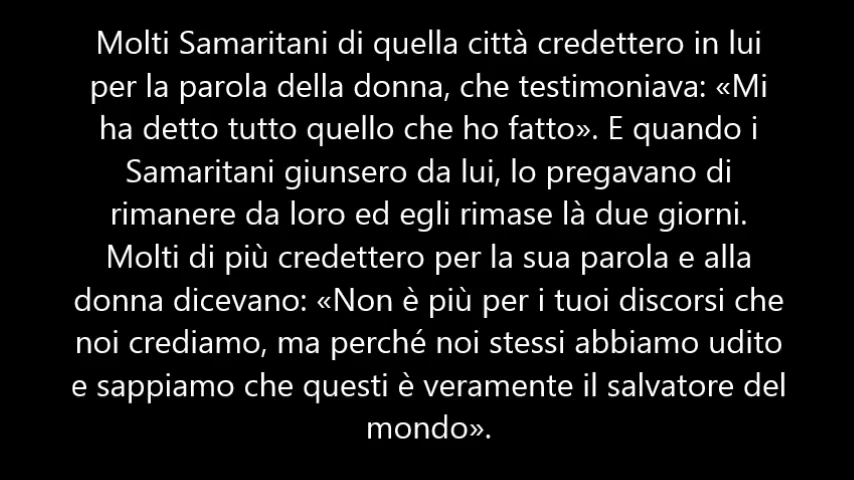 Molti Samaritani di quella città credettero in lui
per la parola della donna, che testimoniava: «Mi
ha detto tutto quello che ho fatto». E quando i
Samaritani giunsero da lui, lo pregavano di
rimanere da loro ed egli rimase là due giorni.
Molti di più credettero per la sua parola e alla
donna dicevano: «Non è più per i tuoi discorsi che
noi crediamo, ma perché noi stessi abbiamo udito
e sappiamo che questi è veramente il salvatore del
mondo».